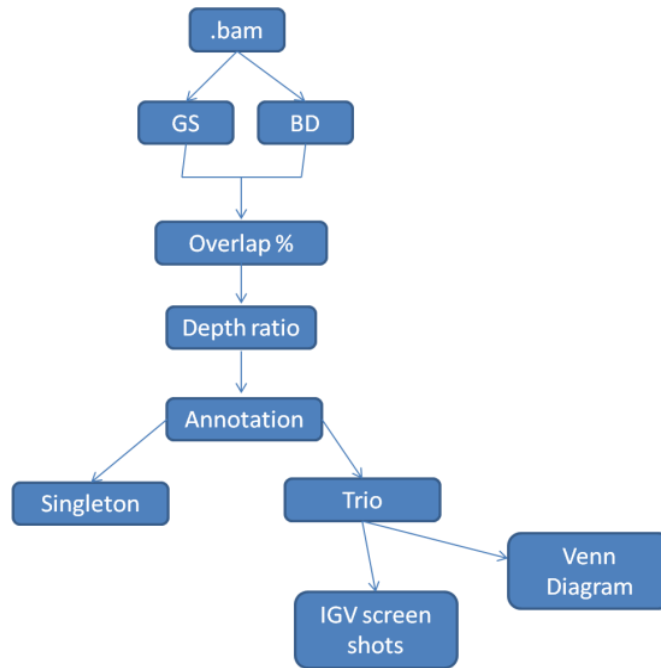 .bam
GS
BD
Overlap %
Depth ratio
Annotation
Singleton
Trio
Venn
Diagram
IGV screen
shots